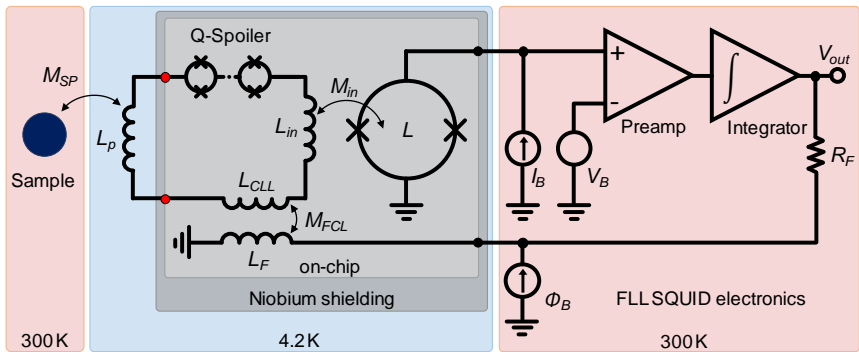 Q-Spoiler
M_SP
M_in
V_out
+
-
∫
L_p
L_in
L
Preamp
Integrator
Sample
L_CLL
I_B
V_B
R_F
M_FCL
L_F
on-chip
Φ_B
Niobium shielding
FLL SQUID electronics
300 K
4.2 K
300 K